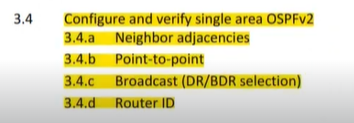 3.4 Configure and verify single area OSPFv2
3.4.a Neighbor adjacencies
3.4.b Point-to-point
3.4.c Broadcast (DR/BDR selection)
3.4.d Router ID